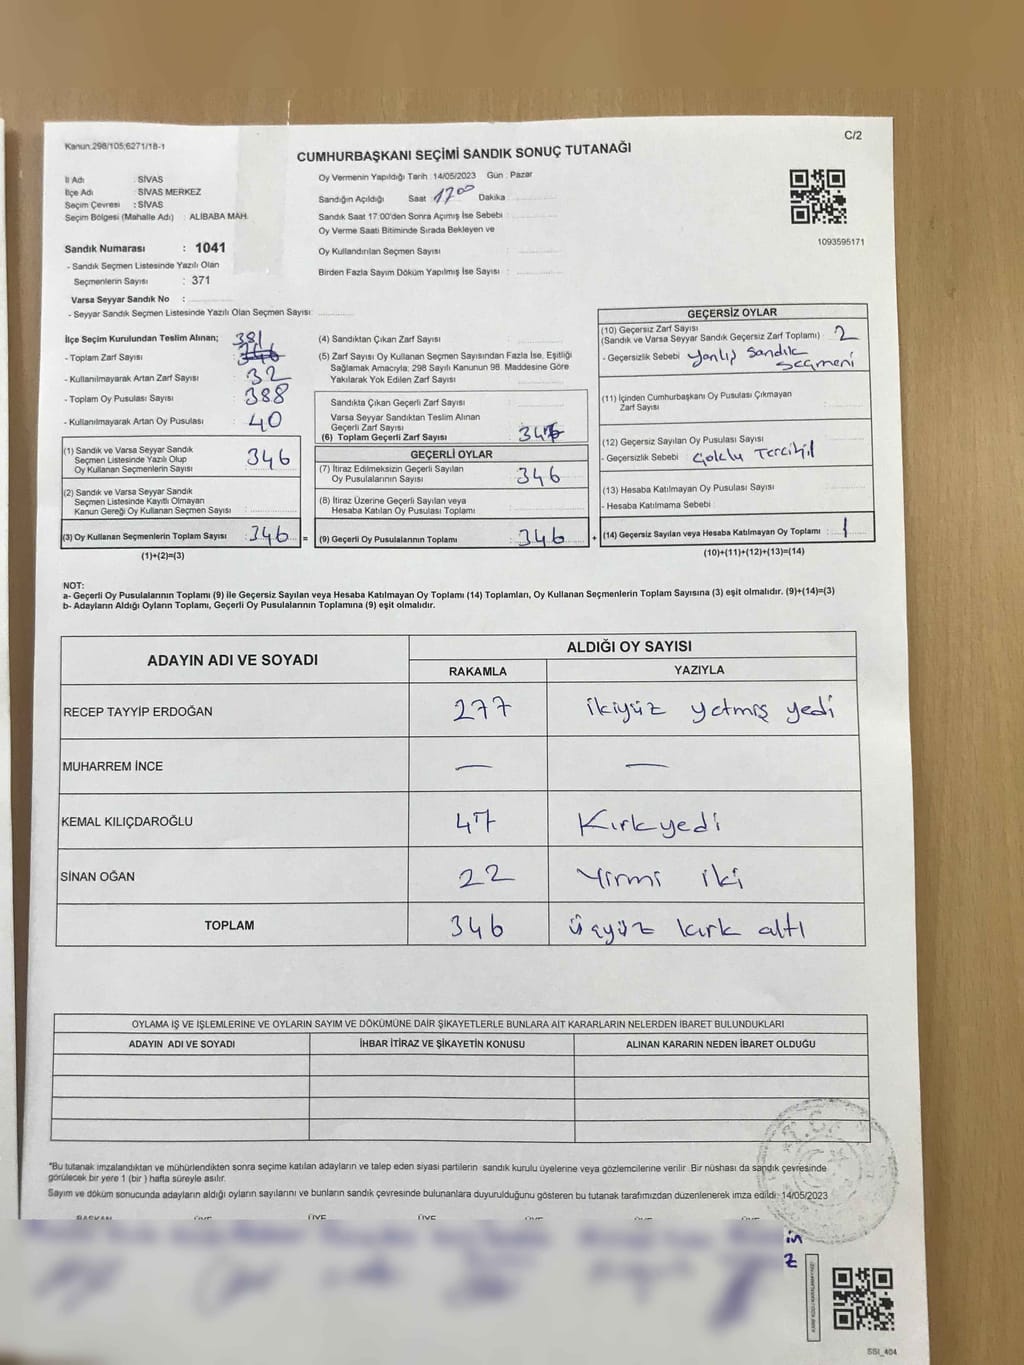 Kanun:298/105;6271/18-1
C/2
CUMHURBAŞKANI SEÇİMİ SANDIK SONUÇ TUTANAĞI
İl Adı : SİVAS
İlçe Adı : SİVAS MERKEZ
Seçim Çevresi : SİVAS
Seçim Bölgesi (Mahalle Adı) : ALİBABA MAH.
Sandık Numarası : 1041
- Sandık Seçmen Listesinde Yazılı Olan
Seçmenlerin Sayısı : 371
Varsa Seyyar Sandık No :
- Seyyar Sandık Seçmen Listesinde Yazılı Olan Seçmen Sayısı:
Oy Vermenin Yapıldığı Tarih : 14/05/2023 Gün : Pazar
Sandığın Açıldığı Saat 17:00 Dakika
Sandık Saat 17:00'den Sonra Açımış İse Sebebi :
Oy Verme Saati Bitiminde Sırada Bekleyen ve
Oy Kullandırılan Seçmen Sayısı :
Birden Fazla Sayım Döküm Yapılmış İse Sayısı :
1093595171
İlçe Seçim Kurulundan Teslim Alınan; 381
- Toplam Zarf Sayısı : 346
- Kullanılmayarak Artan Zarf Sayısı : 32
- Toplam Oy Pusulası Sayısı : 388
- Kullanılmayarak Artan Oy Pusulası : 40
(1) Sandık ve Varsa Seyyar Sandık
Seçmen Listesinde Yazılı Olup
Oy Kullanan Seçmenlerin Sayısı : 346
(2) Sandık ve Varsa Seyyar Sandık
Seçmen Listesinde Kayıtlı Olmayan
Kanun Gereği Oy Kullanan Seçmen Sayısı :
(3) Oy Kullanan Seçmenlerin Toplam Sayısı : 346 =
(1)+(2)=(3)
(4) Sandıktan Çıkan Zarf Sayısı :
(5) Zarf Sayısı Oy Kullanan Seçmen Sayısından Fazla İse, Eşitliği
Sağlamak Amacıyla; 298 Sayılı Kanunun 98. Maddesine Göre
Yakılarak Yok Edilen Zarf Sayısı :
Sandıkta Çıkan Geçerli Zarf Sayısı :
Varsa Seyyar Sandıktan Teslim Alınan
Geçerli Zarf Sayısı :
(6) Toplam Geçerli Zarf Sayısı : 346
GEÇERLİ OYLAR
(7) İtiraz Edilmeksizin Geçerli Sayılan
Oy Pusulalarının Sayısı : 346
(8) İtiraz Üzerine Geçerli Sayılan veya
Hesaba Katılan Oy Pusulası Toplamı :
(9) Geçerli Oy Pusulalarının Toplamı : 346 +
GEÇERSİZ OYLAR
(10) Geçersiz Zarf Sayısı
(Sandık ve Varsa Seyyar Sandık Geçersiz Zarf Toplamı) : 2
- Geçersizlik Sebebi : Yanlış Sandık
Seçmeni
(11) İçinden Cumhurbaşkanı Oy Pusulası Çıkmayan
Zarf Sayısı :
(12) Geçersiz Sayılan Oy Pusulası Sayısı :
- Geçersizlik Sebebi : Çoklu Tercihli
(13) Hesaba Katılmayan Oy Pusulası Sayısı :
- Hesaba Katılmama Sebebi :
(14) Geçersiz Sayılan veya Hesaba Katılmayan Oy Toplamı : 1
(10)+(11)+(12)+(13)=(14)
NOT:
a- Geçerli Oy Pusulalarının Toplamı (9) ile Geçersiz Sayılan veya Hesaba Katılmayan Oy Toplamı (14) Toplamları, Oy Kullanan Seçmenlerin Toplam Sayısına (3) eşit olmalıdır. (9)+(14)=(3)
b- Adayların Aldığı Oyların Toplamı, Geçerli Oy Pusulalarının Toplamına (9) eşit olmalıdır.
ADAYIN ADI VE SOYADI
ALDIĞI OY SAYISI
RAKAMLA YAZIYLA
RECEP TAYYİP ERDOĞAN 277 ikiyüz yetmiş yedi
MUHARREM İNCE — —
KEMAL KILIÇDAROĞLU 47 Kırkyedi
SİNAN OĞAN 22 Yirmi iki
TOPLAM 346 üçyüz kırk altı
OYLAMA İŞ VE İŞLEMLERİNE VE OYLARIN SAYIM VE DÖKÜMÜNE DAİR ŞİKAYETLERLE BUNLARA AİT KARARLARIN NELERDEN İBARET BULUNDUKLARI
ADAYIN ADI VE SOYADI İHBAR İTİRAZ VE ŞİKAYETİN KONUSU ALINAN KARARIN NEDEN İBARET OLDUĞU
*Bu tutanak imzalandıktan ve mühürlendikten sonra seçime katılan adayların ve talep eden siyasi partilerin sandık kurulu üyelerine veya gözlemcilerine verilir. Bir nüshası da sandık çevresinde
görülecek bir yere 1 (bir ) hafta süreyle asılır.
Sayım ve döküm sonucunda adayların aldığı oyların sayılarını ve bunların sandık çevresinde bulunanlara duyurulduğunu gösteren bu tutanak tarafımızdan düzenlenerek imza edildi. 14/05/2023
BAŞKAN ÜYE ÜYE ÜYE ÜYE ÜYE ÜYE
T.C.
in
z
SSI_404